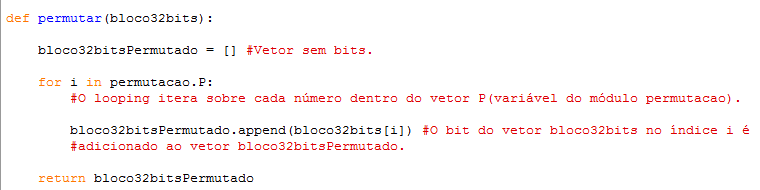 def permutar(bloco32bits):
bloco32bitsPermutado = [] #Vetor sem bits.
for i in permutacao.P:
#O looping itera sobre cada número dentro do vetor P(variável do módulo permutacao).
bloco32bitsPermutado.append(bloco32bits[i]) #O bit do vetor bloco32bits no índice i é
#adicionado ao vetor bloco32bitsPermutado.
return bloco32bitsPermutado